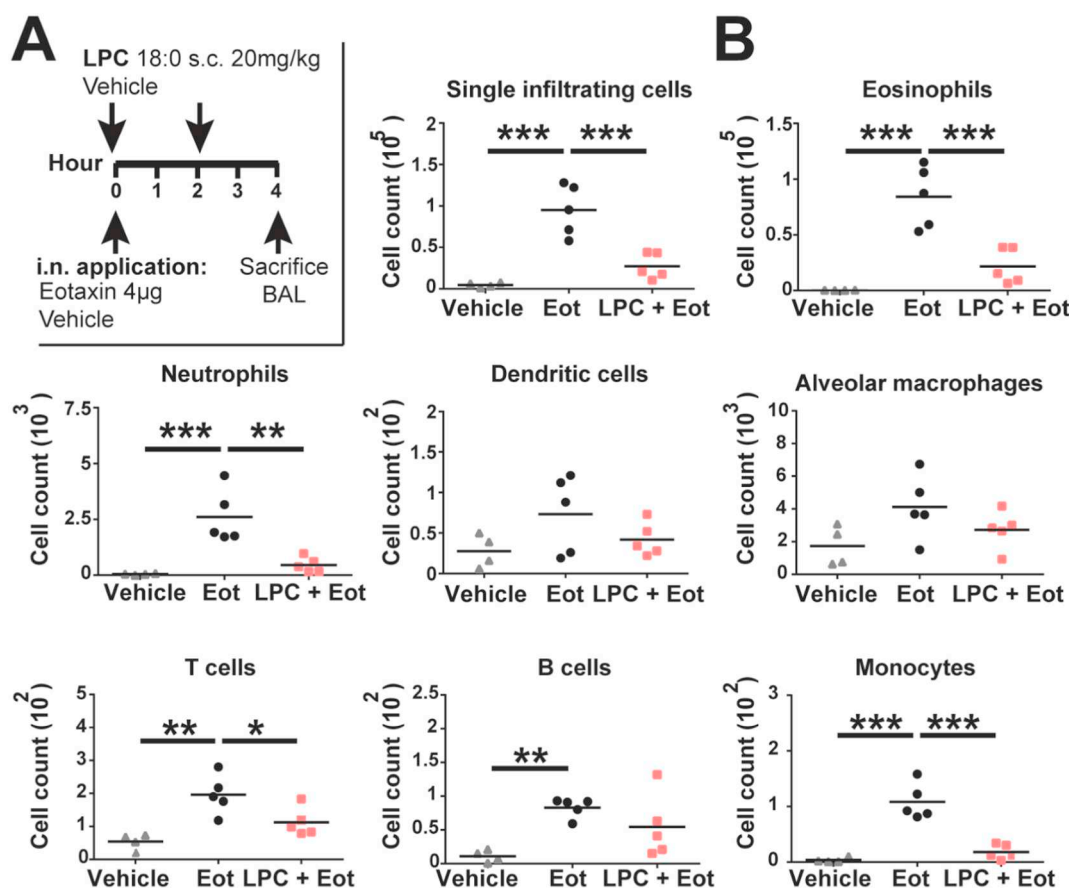 A
LPC 18:0 s.c. 20mg/kg
Vehicle
Hour
0 1 2 3 4
i.n. application:
Eotaxin 4µg
Vehicle
Sacrifice
BAL
Single infiltrating cells
Cell count (10^5)
2
1.5
1
0.5
0
*** ***
Vehicle Eot LPC + Eot
B
Eosinophils
Cell count (10^5)
1.5
1
0.5
0
*** ***
Vehicle Eot LPC + Eot
Neutrophils
Cell count (10^3)
7.5
5
2.5
0
*** **
Vehicle Eot LPC + Eot
Dendritic cells
Cell count (10^2)
2
1.5
1
0.5
0
Vehicle Eot LPC + Eot
Alveolar macrophages
Cell count (10^3)
10
8
6
4
2
0
Vehicle Eot LPC + Eot
T cells
Cell count (10^2)
5
4
3
2
1
0
** *
Vehicle Eot LPC + Eot
B cells
Cell count (10^2)
2.5
2
1.5
1
0.5
0
**
Vehicle Eot LPC + Eot
Monocytes
Cell count (10^2)
3
2
1
0
*** ***
Vehicle Eot LPC + Eot